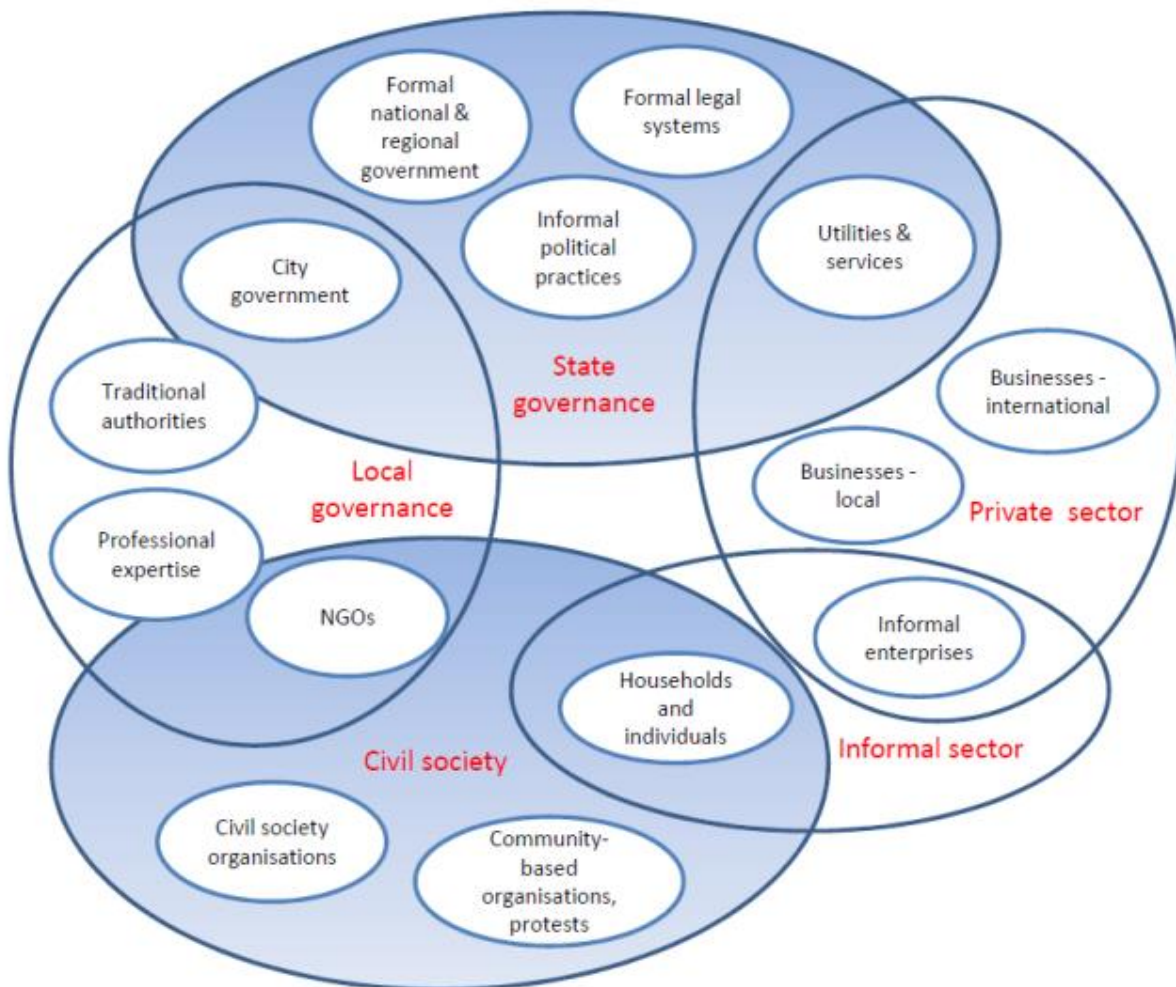 Formal
national &
regional
government
Formal legal
systems
Informal
political
practices
Utilities &
services
City
government
State
governance
Traditional
authorities
Businesses -
international
Local
governance
Businesses -
local
Private sector
Professional
expertise
NGOs
Informal
enterprises
Households
and
individuals
Informal sector
Civil society
Civil society
organisations
Community-
based
organisations,
protests